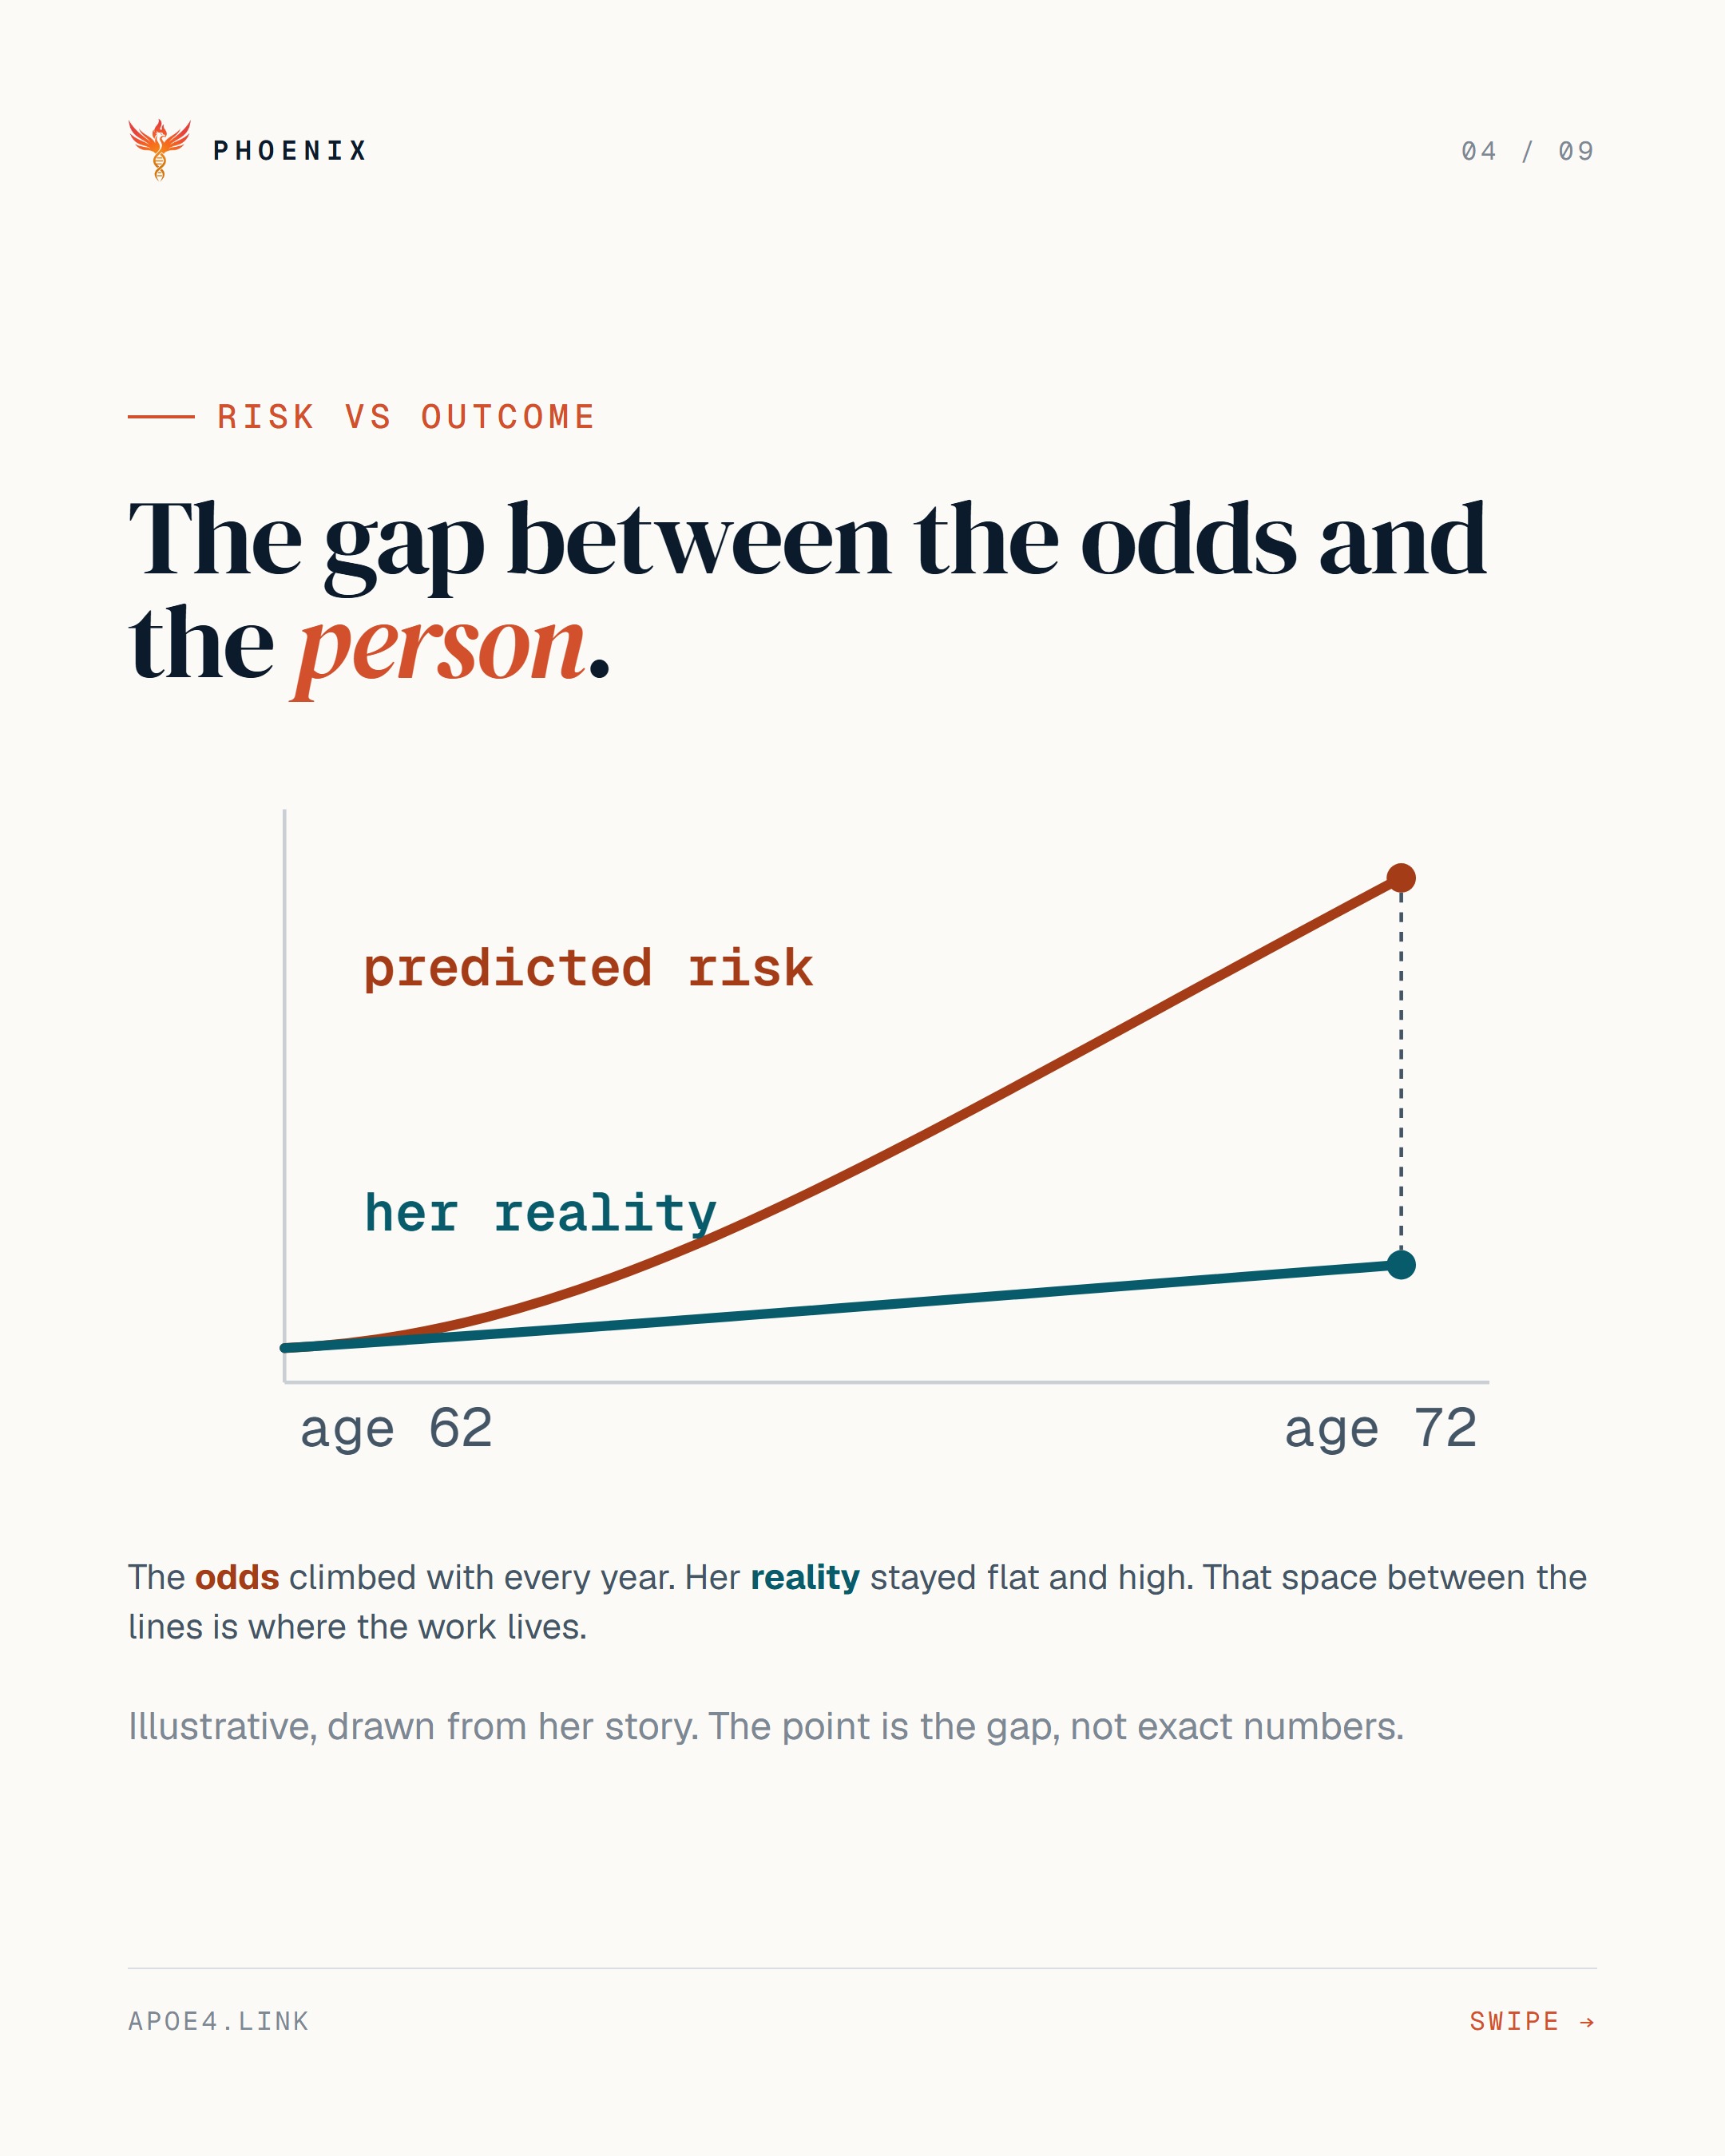 PHOENIX
04 / 09
RISK VS OUTCOME
The gap between the odds and
the person.
predicted risk
her reality
age 62
age 72
The odds climbed with every year. Her reality stayed flat and high. That space between the
lines is where the work lives.
Illustrative, drawn from her story. The point is the gap, not exact numbers.
APOE4.LINK
SWIPE →